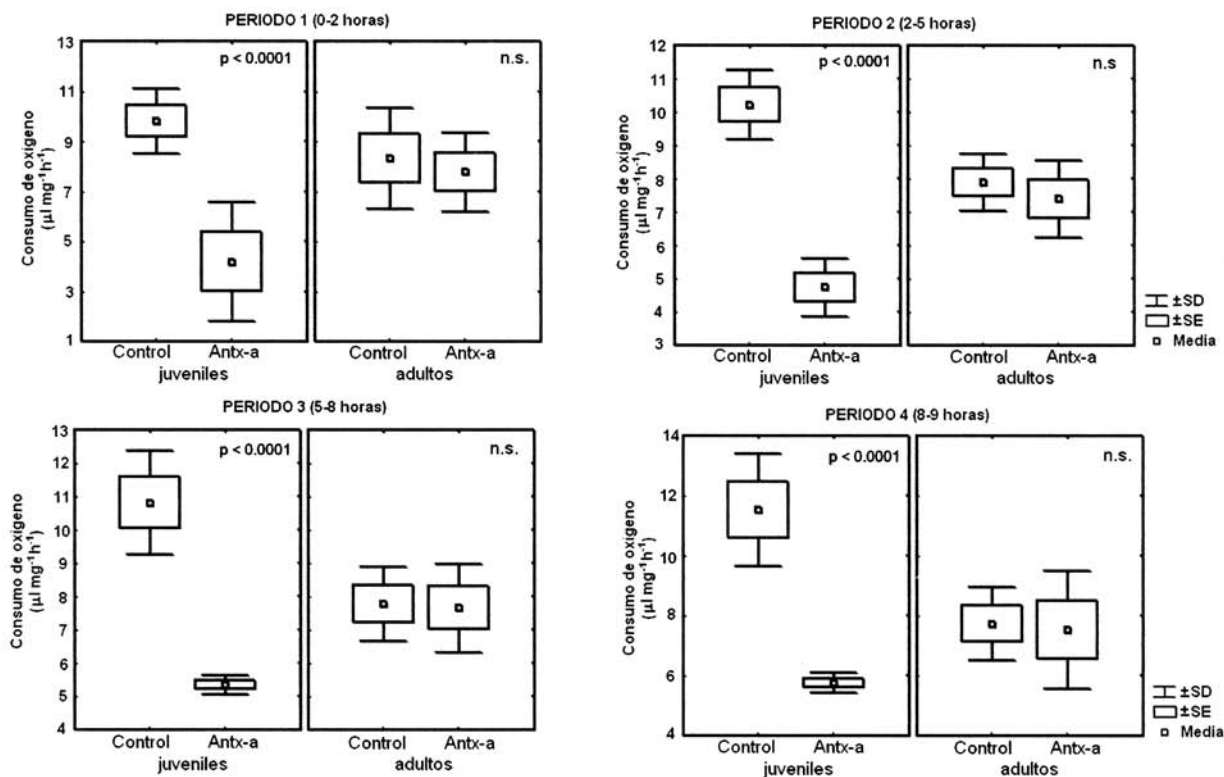 PERIODO 1 (0-2 horas)
Consumo de oxígeno
(µl mg⁻¹h⁻¹)
13
11
9
7
5
3
1
p < 0.0001
n.s.
Control Antx-a Control Antx-a
juveniles adultos
PERIODO 2 (2-5 horas)
Consumo de oxígeno
(µl mg⁻¹h⁻¹)
12
11
10
9
8
7
6
5
4
3
p < 0.0001
n.s
Control Antx-a Control Antx-a
juveniles adultos
±SD
±SE
Media
PERIODO 3 (5-8 horas)
Consumo de oxígeno
(µl mg⁻¹h⁻¹)
13
12
11
10
9
8
7
6
5
4
p < 0.0001
n.s.
Control Antx-a Control Antx-a
juveniles adultos
PERIODO 4 (8-9 horas)
Consumo de oxígeno
(µl mg⁻¹h⁻¹)
14
12
10
8
6
4
p < 0.0001
n.s.
Control Antx-a Control Antx-a
juveniles adultos
±SD
±SE
Media